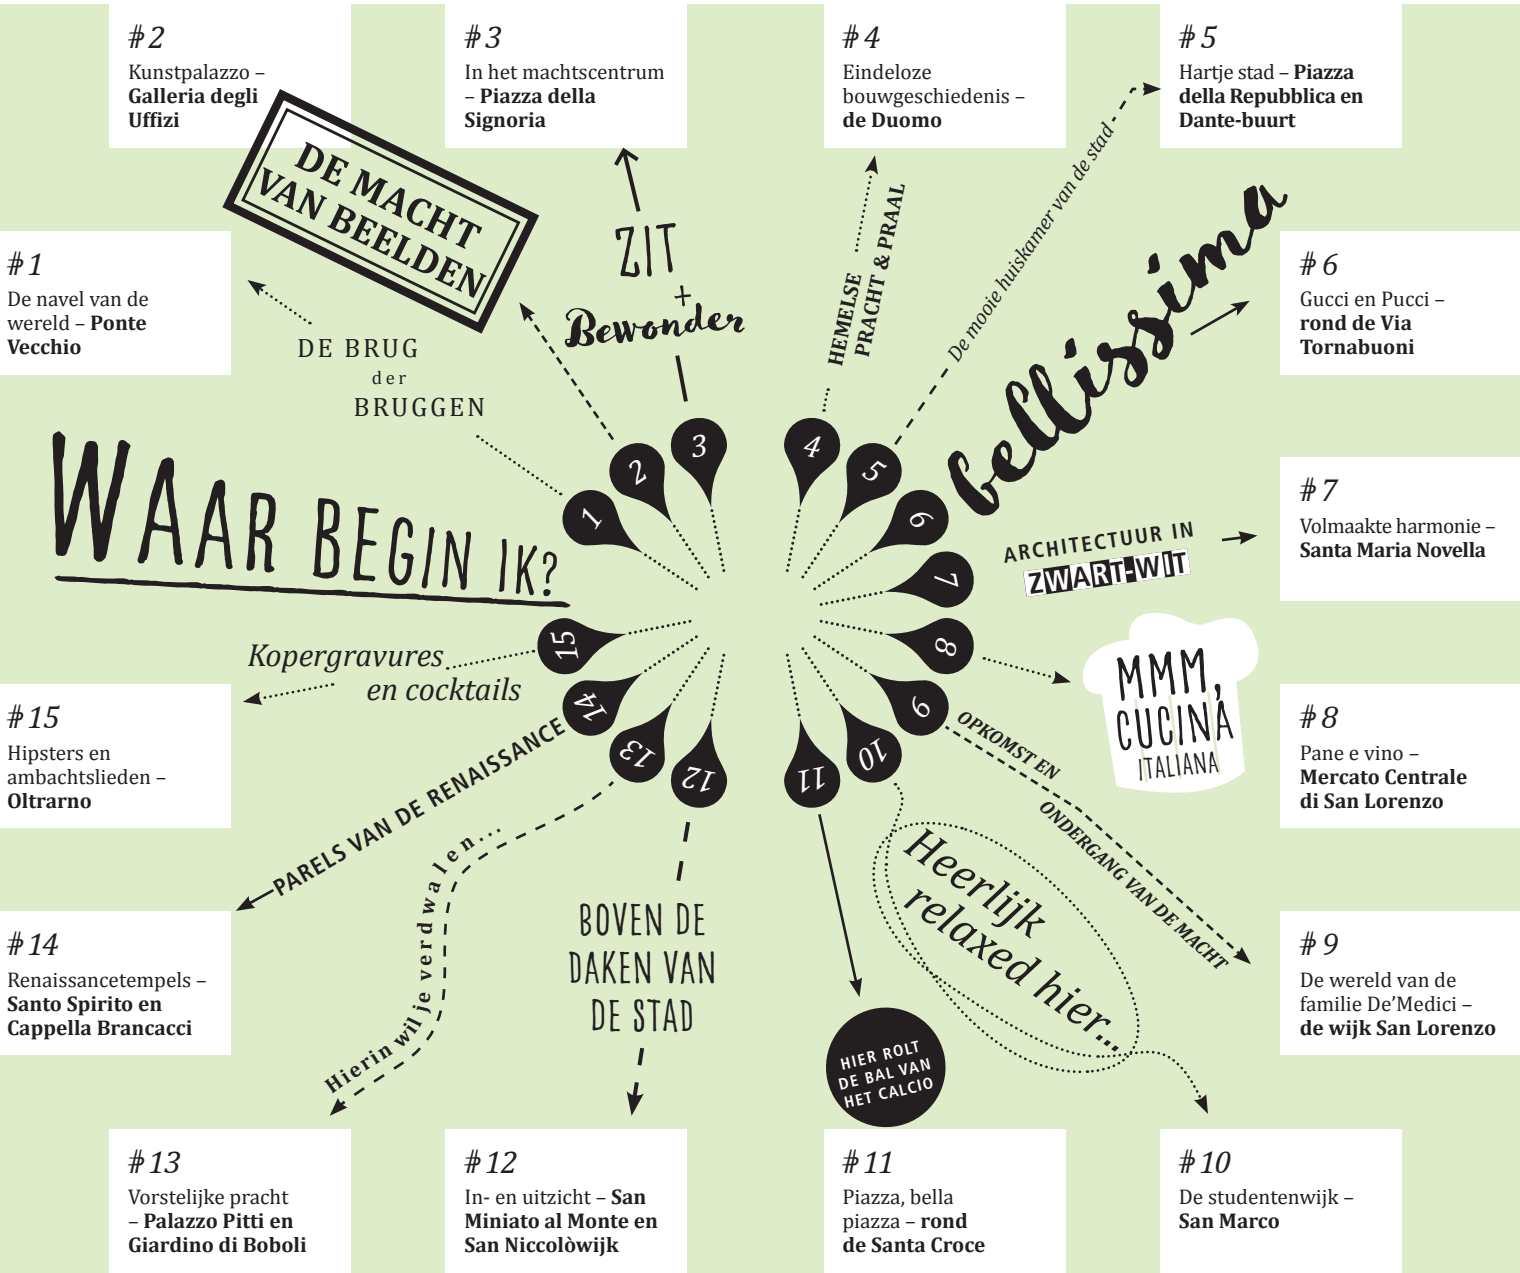 #2
Kunstpalazzo –
Galleria degli
Uffizi
#3
In het machtscentrum
– Piazza della
Signoria
#4
Eindeloze
bouwgeschiedenis –
de Duomo
#5
Hartje stad – Piazza
della Repubblica en
Dante-buurt
DE MACHT
VAN BEELDEN
ZIT
+
Bewonder
HEMELSE
PRACHT & PRAAL
De mooie huiskamer van de stad
bellissima
#1
De navel van de
wereld – Ponte
Vecchio
DE BRUG
der
BRUGGEN
#6
Gucci en Pucci –
rond de Via
Tornabuoni
WAAR BEGIN IK?
1
2
3
4
5
6
7
8
9
10
11
12
13
14
15
ARCHITECTUUR IN
ZWART-WIT
#7
Volmaakte harmonie –
Santa Maria Novella
Kopergravures
en cocktails
MMM,
CUCINA
ITALIANA
#15
Hipsters en
ambachtslieden –
Oltrarno
#8
Pane e vino –
Mercato Centrale
di San Lorenzo
PARELS VAN DE RENAISSANCE
Hierin wil je verdwalen...
BOVEN DE
DAKEN VAN
DE STAD
Heerlijk
relaxed hier...
OPKOMST EN
ONDERGANG VAN DE MACHT
#14
Renaissancetempels –
Santo Spirito en
Cappella Brancacci
#9
De wereld van de
familie De’Medici –
de wijk San Lorenzo
HIER ROLT
DE BAL VAN
HET CALCIO
#13
Vorstelijke pracht
– Palazzo Pitti en
Giardino di Boboli
#12
In- en uitzicht – San
Miniato al Monte en
San Niccolòwijk
#11
Piazza, bella
piazza – rond
de Santa Croce
#10
De studentenwijk –
San Marco